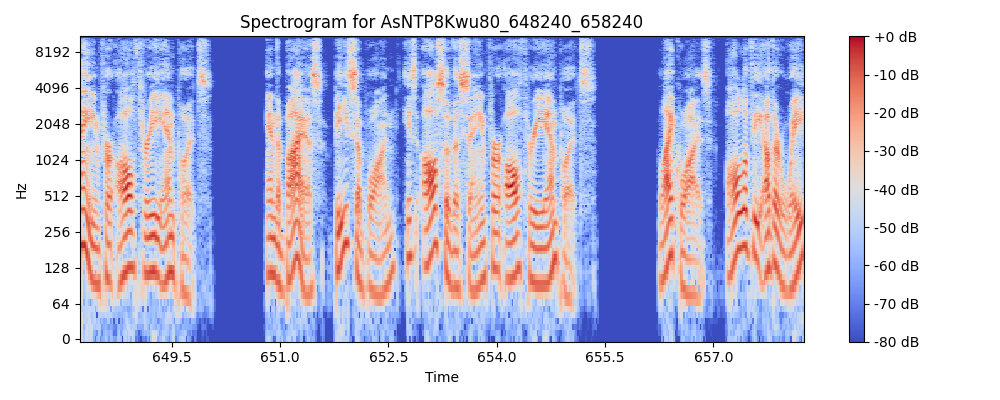 Spectrogram for AsNTP8Kwu80_648240_658240
8192
4096
2048
1024
512
256
128
64
0
Hz
649.5
651.0
652.5
654.0
655.5
657.0
Time
+0 dB
-10 dB
-20 dB
-30 dB
-40 dB
-50 dB
-60 dB
-70 dB
-80 dB